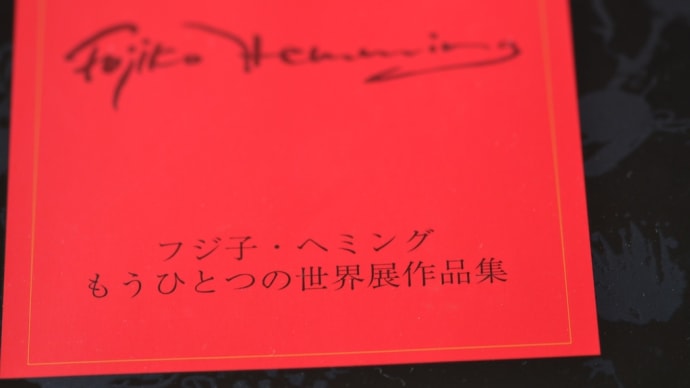 Fujiko Hemming
フジ子・ヘミング
もうひとつの世界展作品集